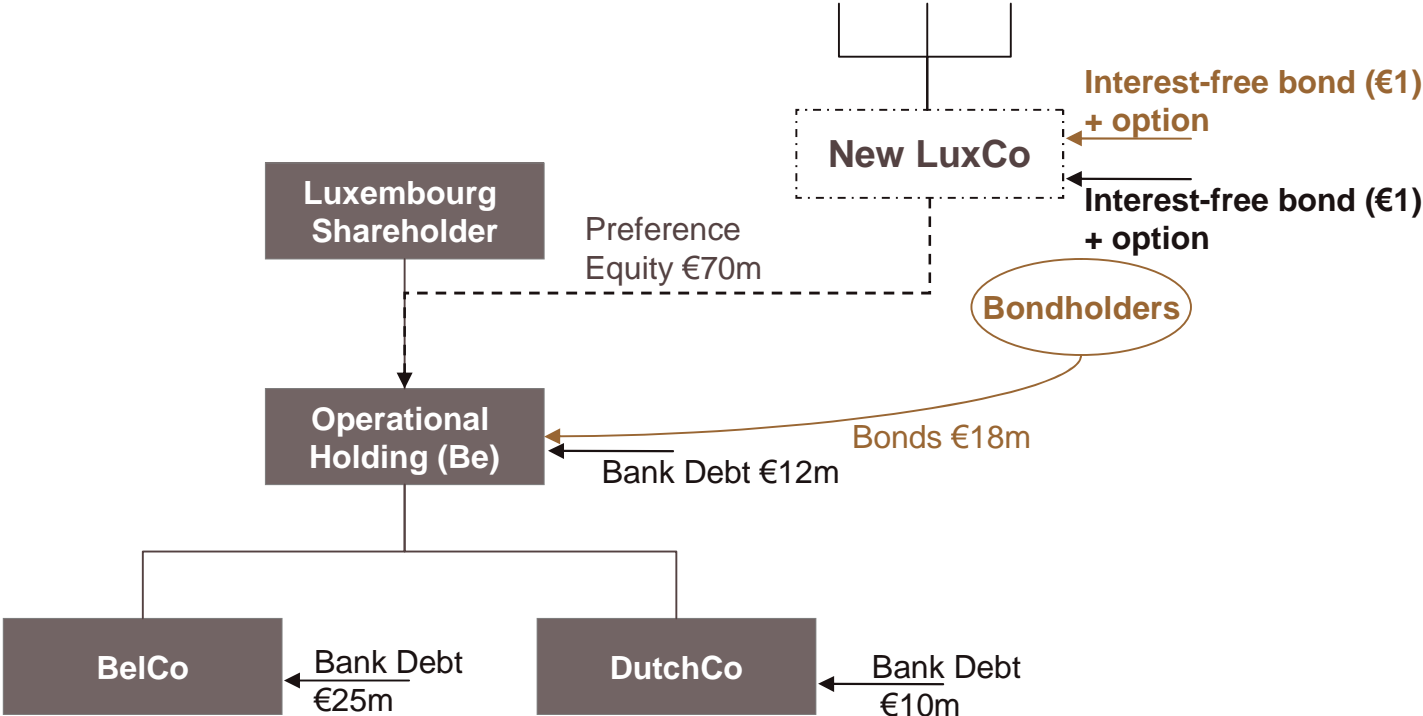 Interest-free bond (€1)
+ option
New LuxCo
Interest-free bond (€1)
+ option
Luxembourg
Shareholder
Preference
Equity €70m
Bondholders
Operational
Holding (Be)
Bonds €18m
Bank Debt €12m
BelCo
Bank Debt
€25m
DutchCo
Bank Debt
€10m